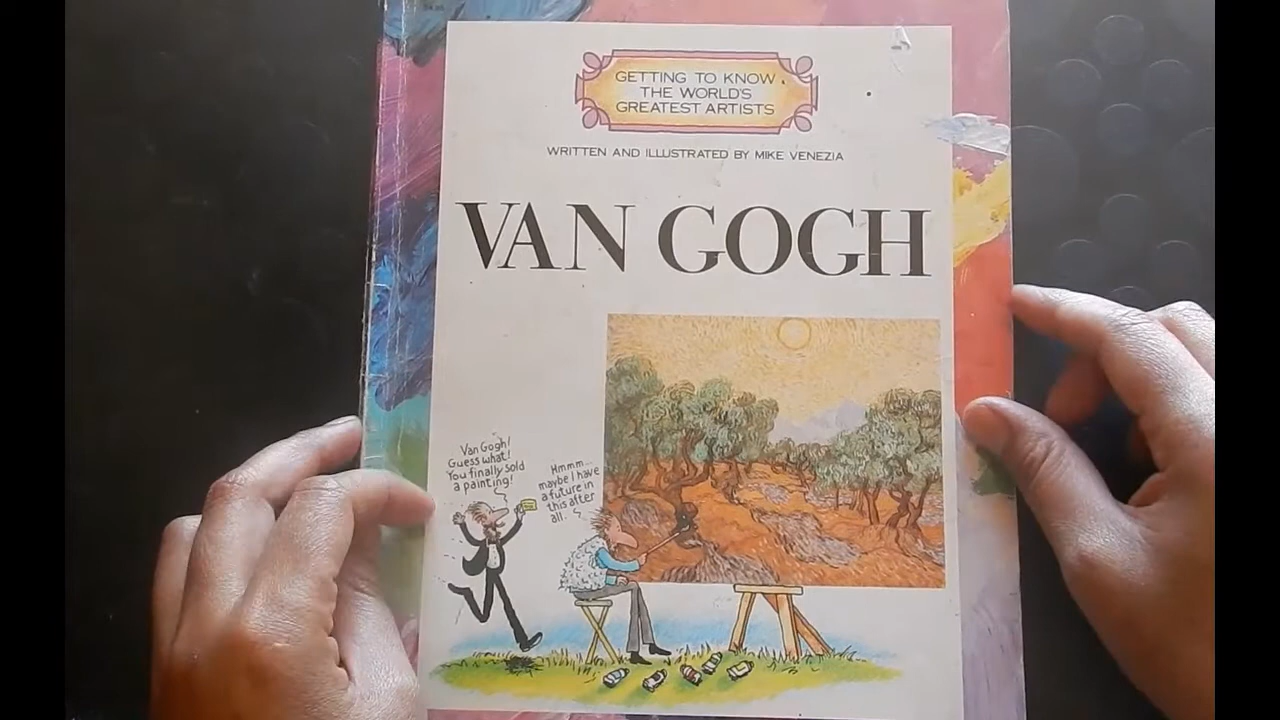 GETTING TO KNOW
THE WORLD'S
GREATEST ARTISTS
WRITTEN AND ILLUSTRATED BY MIKE VENEZIA
VAN GOGH
Van Gogh!
Guess what!
You finally sold
a painting!
Hmmm...
maybe I have
a future in
this after
all.